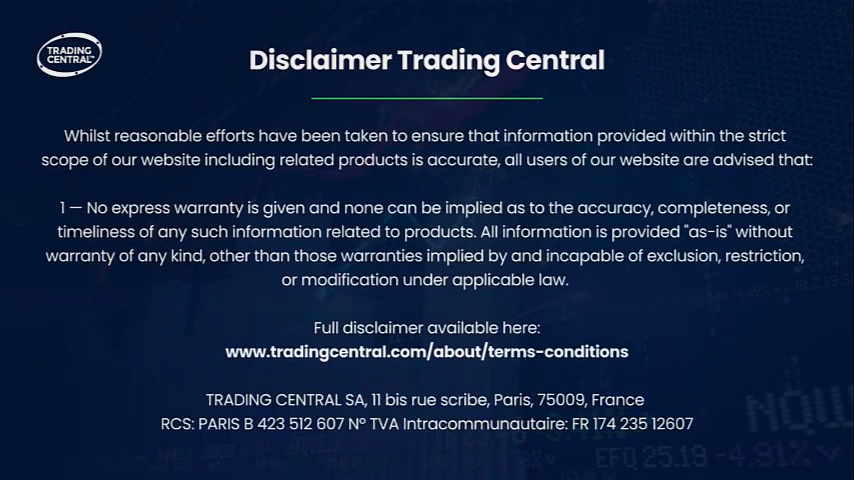 TRADING
CENTRAL™
Disclaimer Trading Central
Whilst reasonable efforts have been taken to ensure that information provided within the strict
scope of our website including related products is accurate, all users of our website are advised that:
1 — No express warranty is given and none can be implied as to the accuracy, completeness, or
timeliness of any such information related to products. All information is provided "as-is" without
warranty of any kind, other than those warranties implied by and incapable of exclusion, restriction,
or modification under applicable law.
Full disclaimer available here:
www.tradingcentral.com/about/terms-conditions
TRADING CENTRAL SA, 11 bis rue scribe, Paris, 75009, France
RCS: PARIS B 423 512 607 N° TVA Intracommunautaire: FR 174 235 12607
NQW
EFQ 25.19 -4.91%